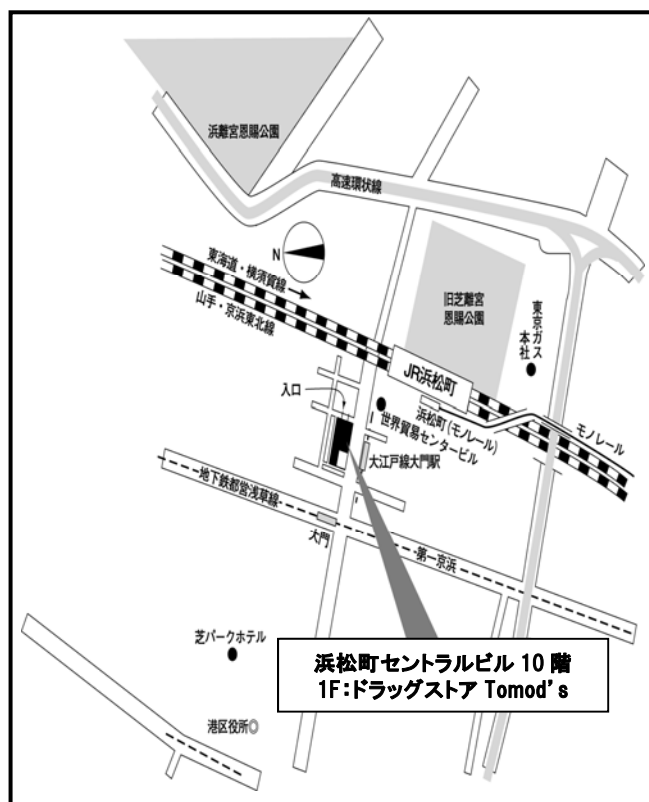 浜離宮恩賜公園
高速環状線
N
東海道・横須賀線
山手・京浜東北線
旧芝離宮
恩賜公園
東京ガス
本社
JR浜松町
入口
浜松町(モノレール)
モノレール
世界貿易センタービル
大江戸線大門駅
地下鉄都営浅草線
大門
第一京浜
芝パークホテル
浜松町セントラルビル 10 階
1F:ドラッグストア Tomod's
港区役所